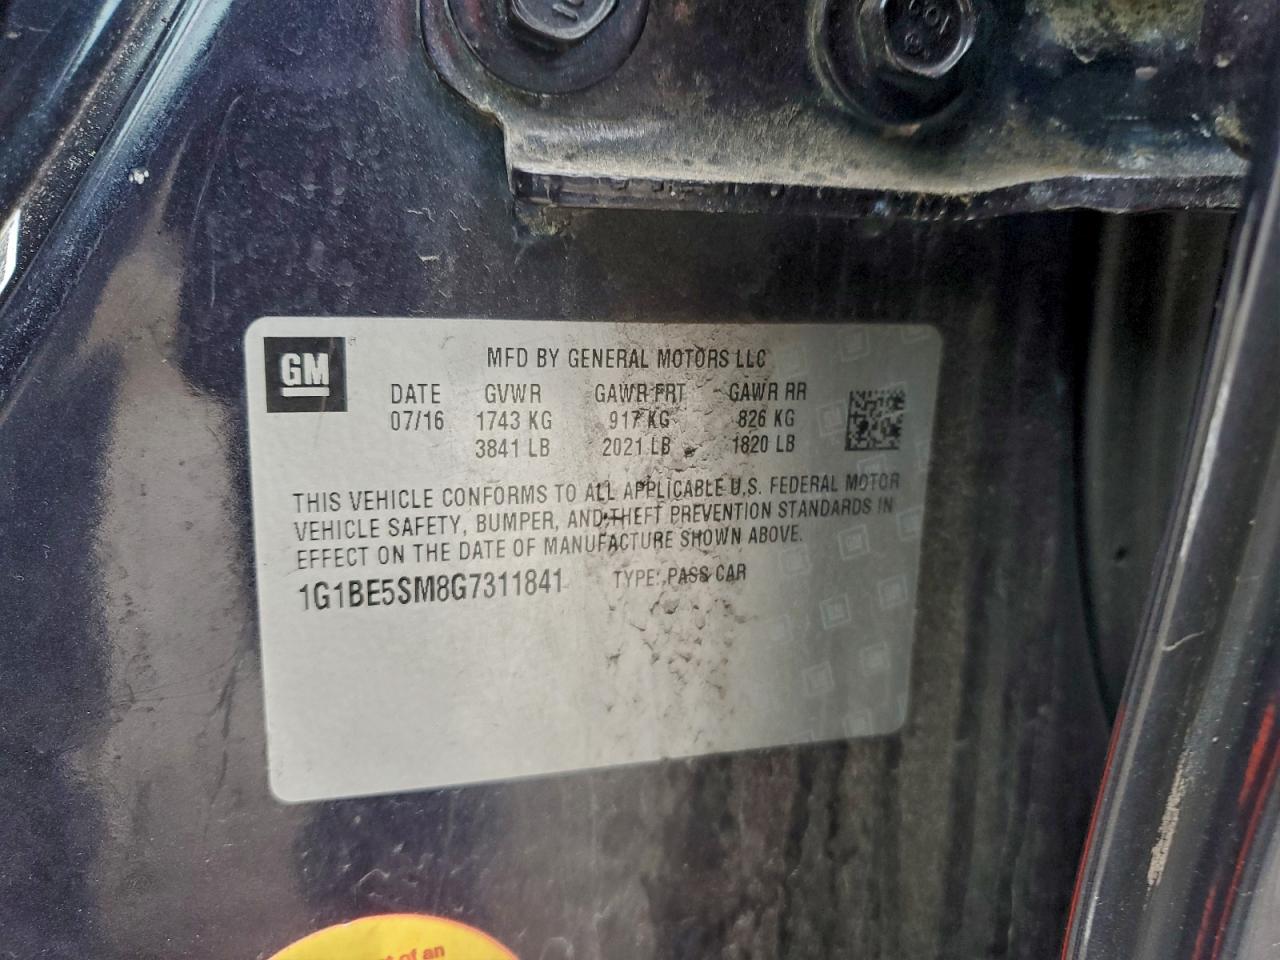 GM
MFD BY GENERAL MOTORS LLC
DATE GVWR GAWR FRT GAWR RR
07/16 1743 KG 917 KG 826 KG
3841 LB 2021 LB 1820 LB
THIS VEHICLE CONFORMS TO ALL APPLICABLE U.S. FEDERAL MOTOR
VEHICLE SAFETY, BUMPER, AND THEFT PREVENTION STANDARDS IN
EFFECT ON THE DATE OF MANUFACTURE SHOWN ABOVE.
1G1BE5SM8G7311841 TYPE: PASS CAR
of an